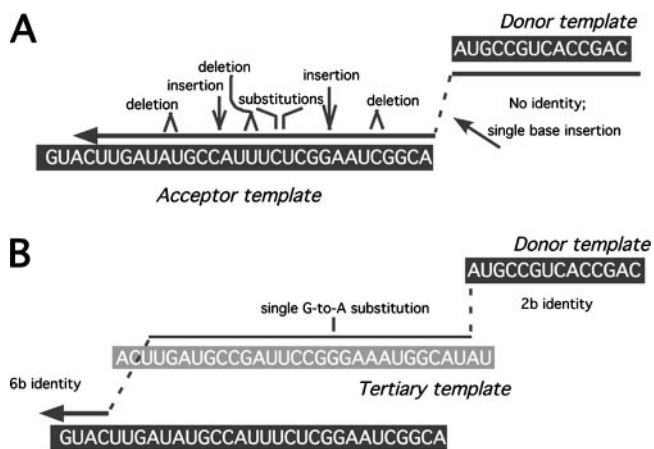 A
Donor template
AUGCCGUCACCGAC
deletion
insertion
insertion
deletion
substitutions
deletion
No identity;
single base insertion
GUACUUGAUAUGCCAUUUCUCGGAAUCGGCA
Acceptor template
B
Donor template
AUGCCGUCACCGAC
single G-to-A substitution
2b identity
ACUUGAUGCCGAUUCCGGGAAAUGGCAUAU
6b identity
Tertiary template
GUACUUGAUAUGCCAUUUCUCGGAAUCGGCA